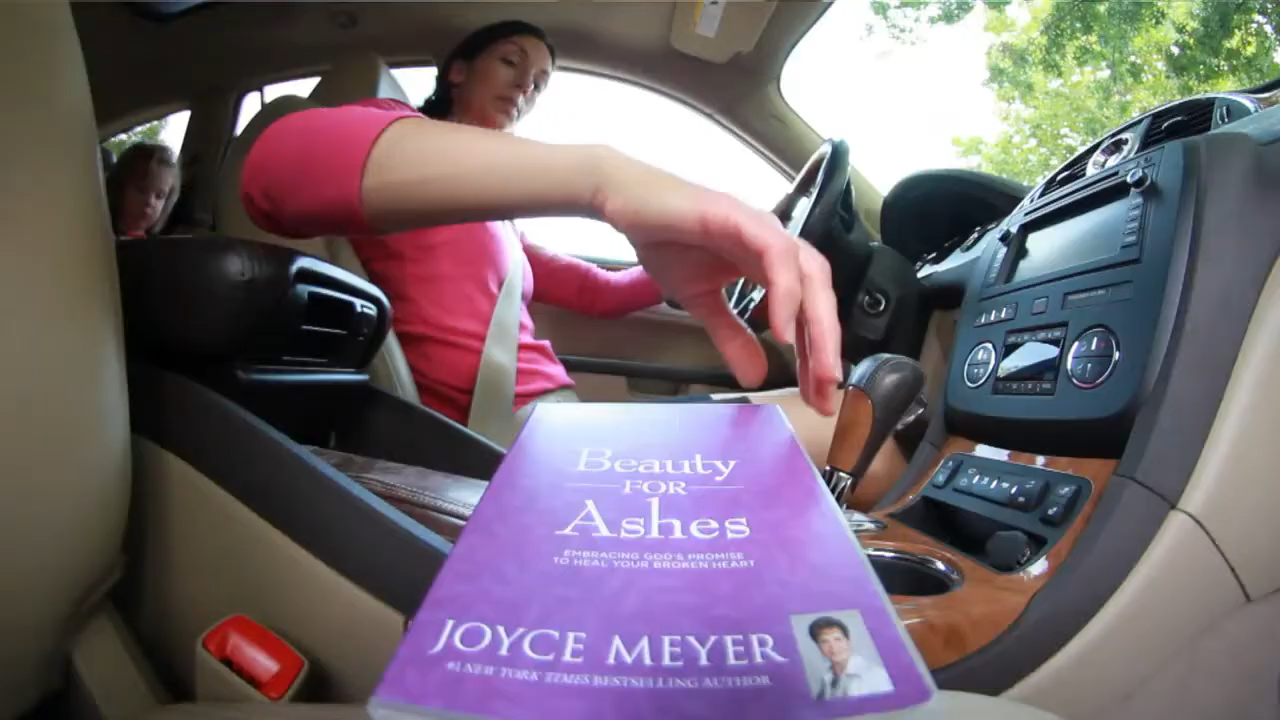 Beauty
FOR
Ashes
EMBRACING GOD'S PROMISE
TO HEAL YOUR BROKEN HEART
JOYCE MEYER
#1 NEW YORK TIMES BESTSELLING AUTHOR